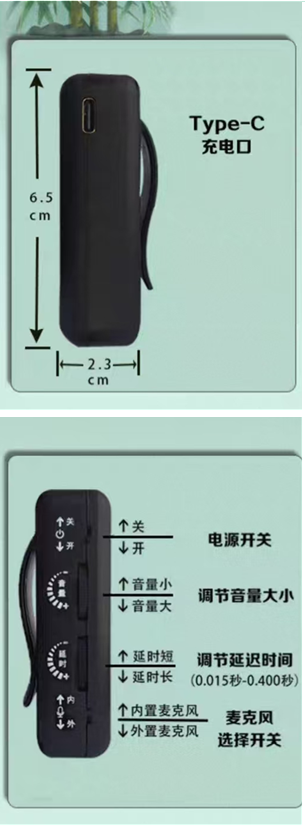 Type-C
充电口
6.5
cm
2.3
cm
↑关
↓开
音量
↑关
↓开
电源开关
↑音量小
↓音量大
调节音量大小
延时
↑延时短
↓延时长
调节延迟时间
(0.015秒-0.400秒)
↑内
↓外
↑内置麦克风
↓外置麦克风
麦克风
选择开关